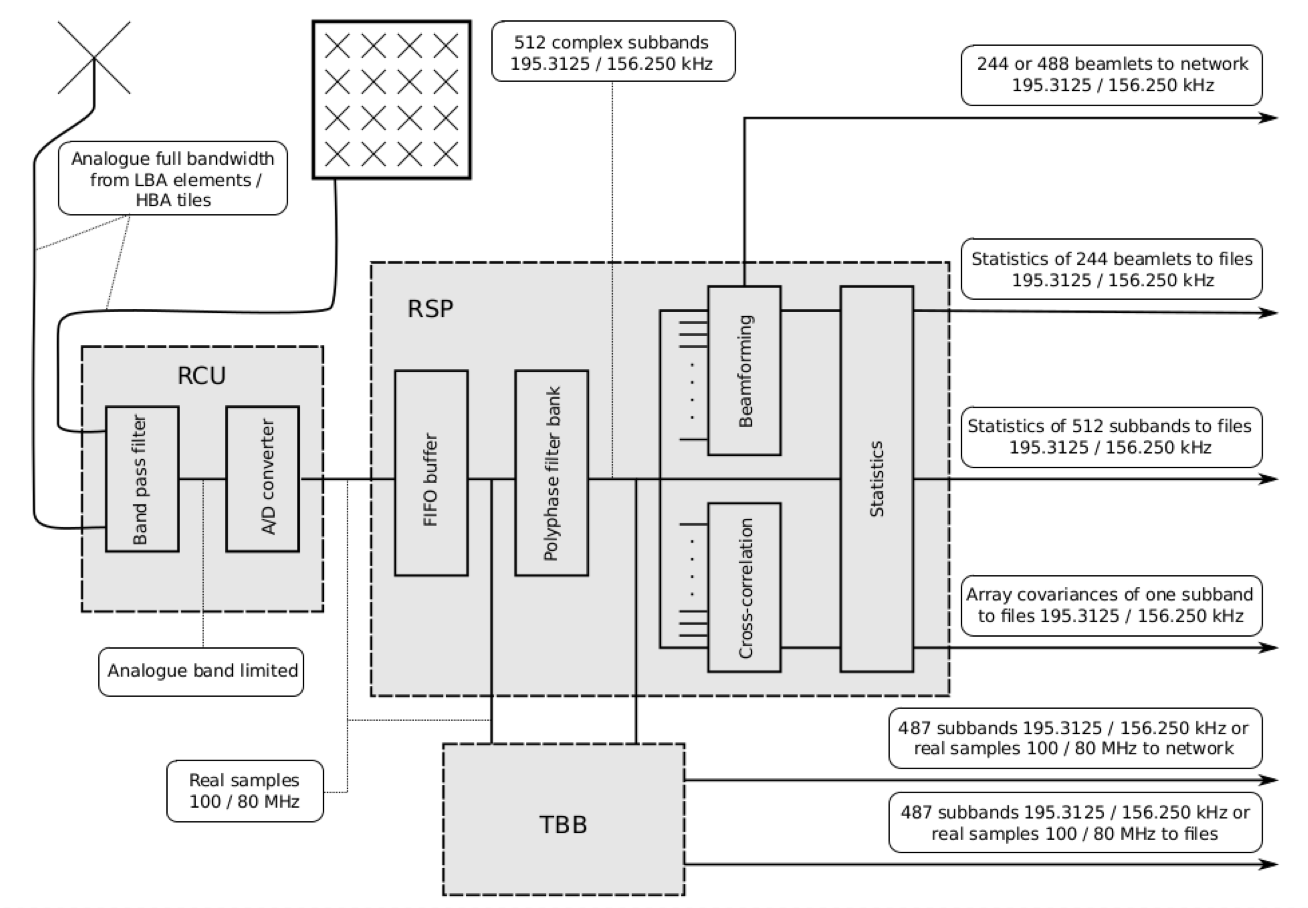 512 complex subbands
195.3125 / 156.250 kHz
244 or 488 beamlets to network
195.3125 / 156.250 kHz
Analogue full bandwidth
from LBA elements /
HBA tiles
Statistics of 244 beamlets to files
195.3125 / 156.250 kHz
RSP
RCU
Band pass filter
A/D converter
FIFO buffer
Polyphase filter bank
Beamforming
Cross-correlation
Statistics
Statistics of 512 subbands to files
195.3125 / 156.250 kHz
Array covariances of one subband
to files 195.3125 / 156.250 kHz
Analogue band limited
Real samples
100 / 80 MHz
TBB
487 subbands 195.3125 / 156.250 kHz or
real samples 100 / 80 MHz to network
487 subbands 195.3125 / 156.250 kHz or
real samples 100 / 80 MHz to files